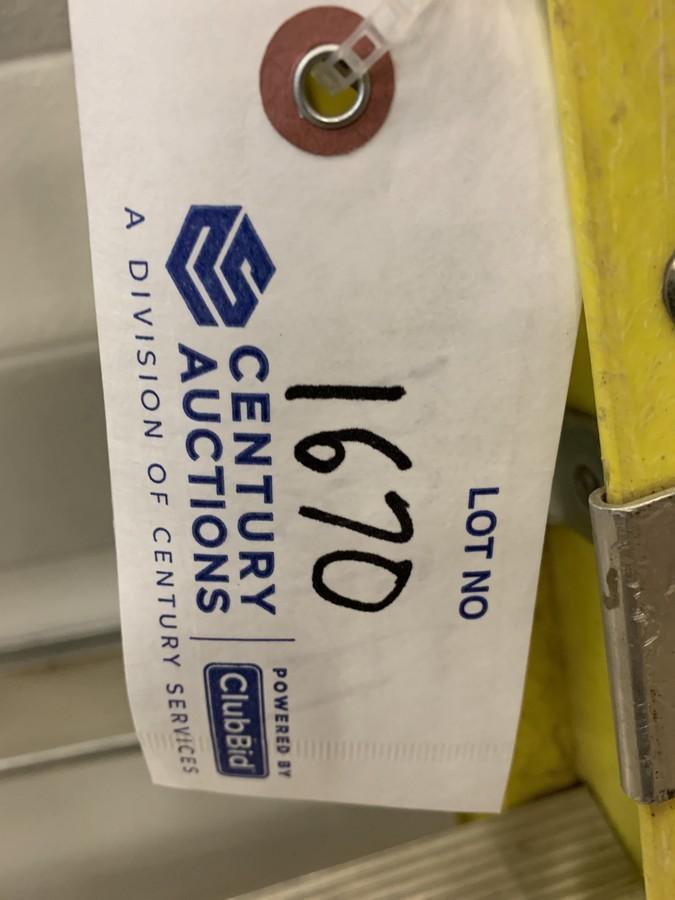 LOT NO
1670
CENTURY
AUCTIONS
POWERED BY
ClubBid
A DIVISION OF CENTURY SERVICES